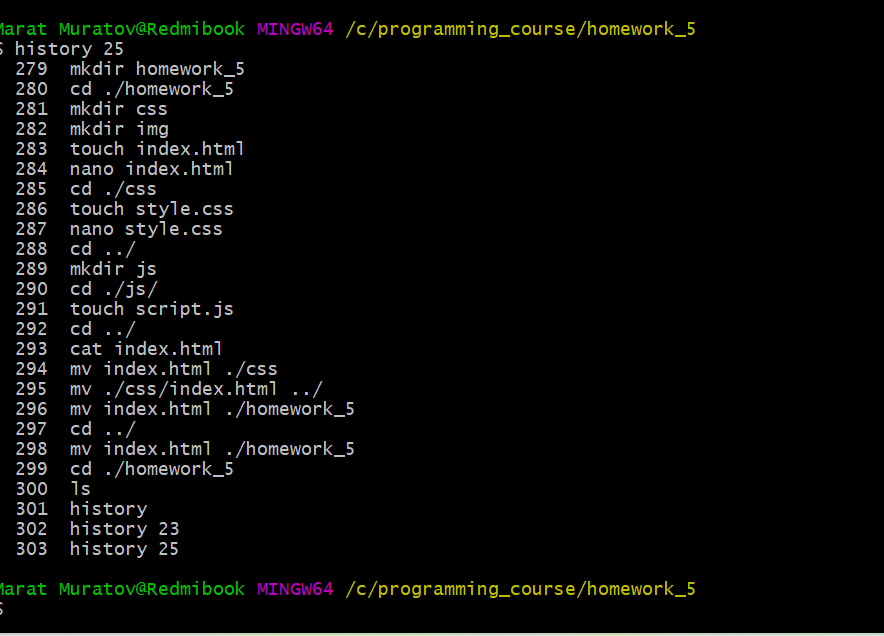 Marat Muratov@Redmibook MINGW64 /c/programming_course/homework_5
$ history 25
279 mkdir homework_5
280 cd ./homework_5
281 mkdir css
282 mkdir img
283 touch index.html
284 nano index.html
285 cd ./css
286 touch style.css
287 nano style.css
288 cd ../
289 mkdir js
290 cd ./js/
291 touch script.js
292 cd ../
293 cat index.html
294 mv index.html ./css
295 mv ./css/index.html ../
296 mv index.html ./homework_5
297 cd ../
298 mv index.html ./homework_5
299 cd ./homework_5
300 ls
301 history
302 history 23
303 history 25
Marat Muratov@Redmibook MINGW64 /c/programming_course/homework_5
$